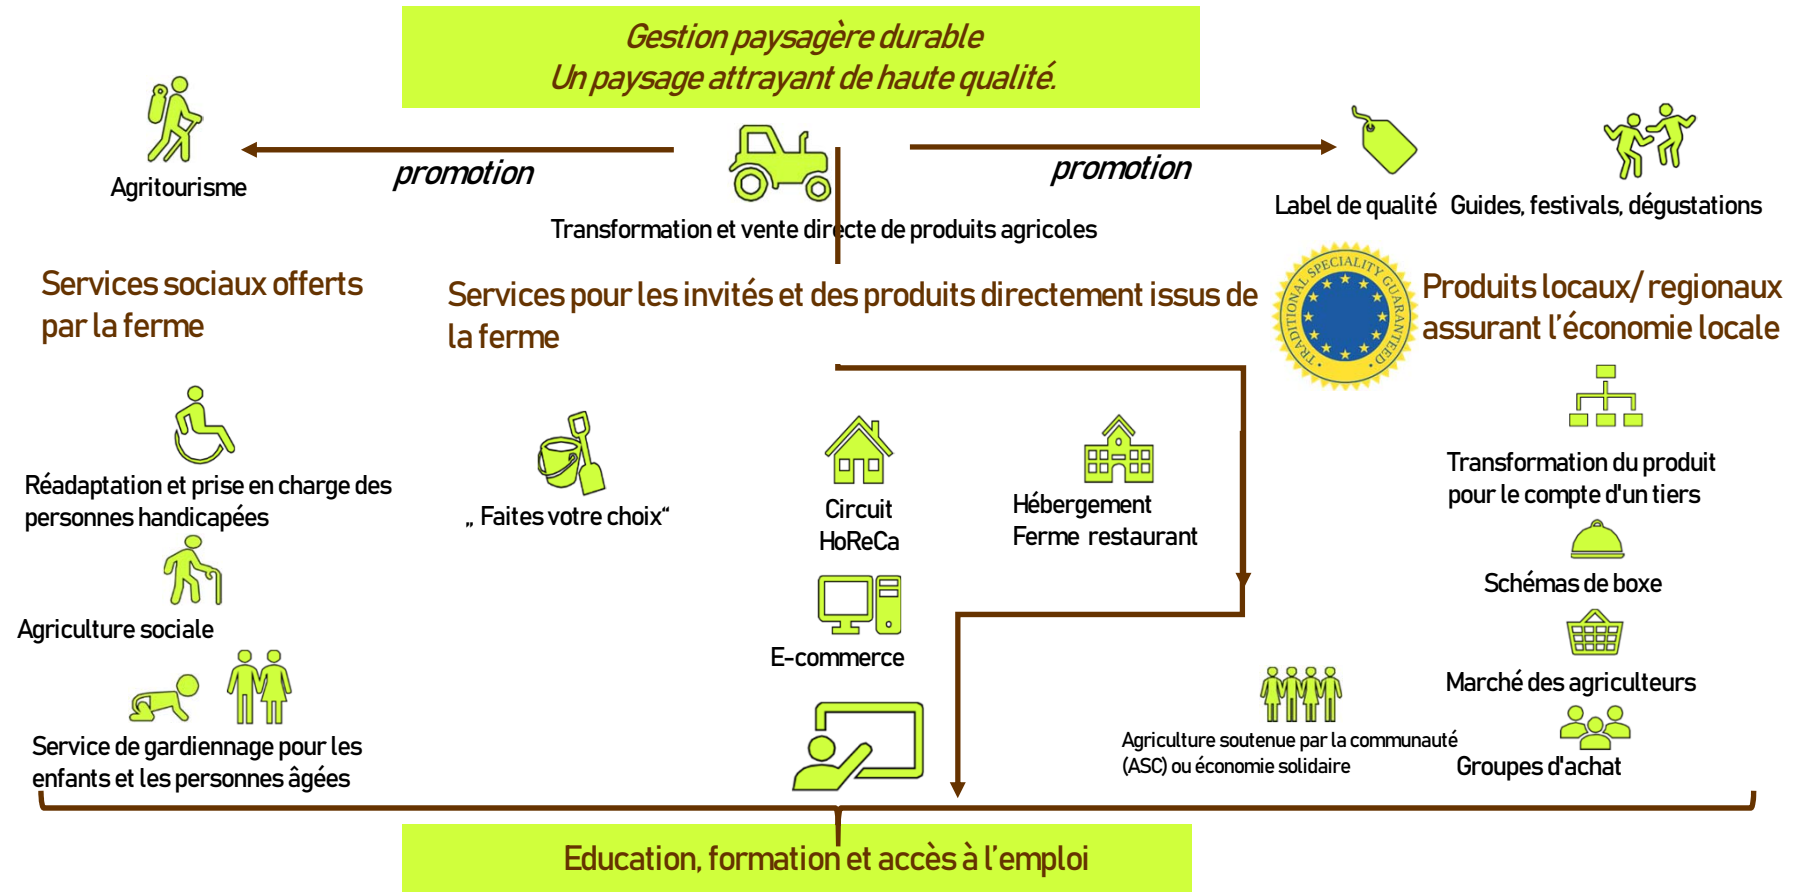 Gestion paysagère durable
Un paysage attrayant de haute qualité.
promotion
promotion
Agritourisme
Transformation et vente directe de produits agricoles
Label de qualité
Guides, festivals, dégustations
Services sociaux offerts
par la ferme
Services pour les invités et des produits directement issus de
la ferme
TRADITIONAL SPECIALITY GUARANTEED
Produits locaux/ regionaux
assurant l'économie locale
Réadaptation et prise en charge des
personnes handicapées
Agriculture sociale
Service de gardiennage pour les
enfants et les personnes âgées
„ Faites votre choix“
Circuit
HoReCa
E-commerce
Hébergement
Ferme restaurant
Transformation du produit
pour le compte d'un tiers
Schémas de boxe
Marché des agriculteurs
Agriculture soutenue par la communauté
(ASC) ou économie solidaire
Groupes d'achat
Education, formation et accès à l'emploi